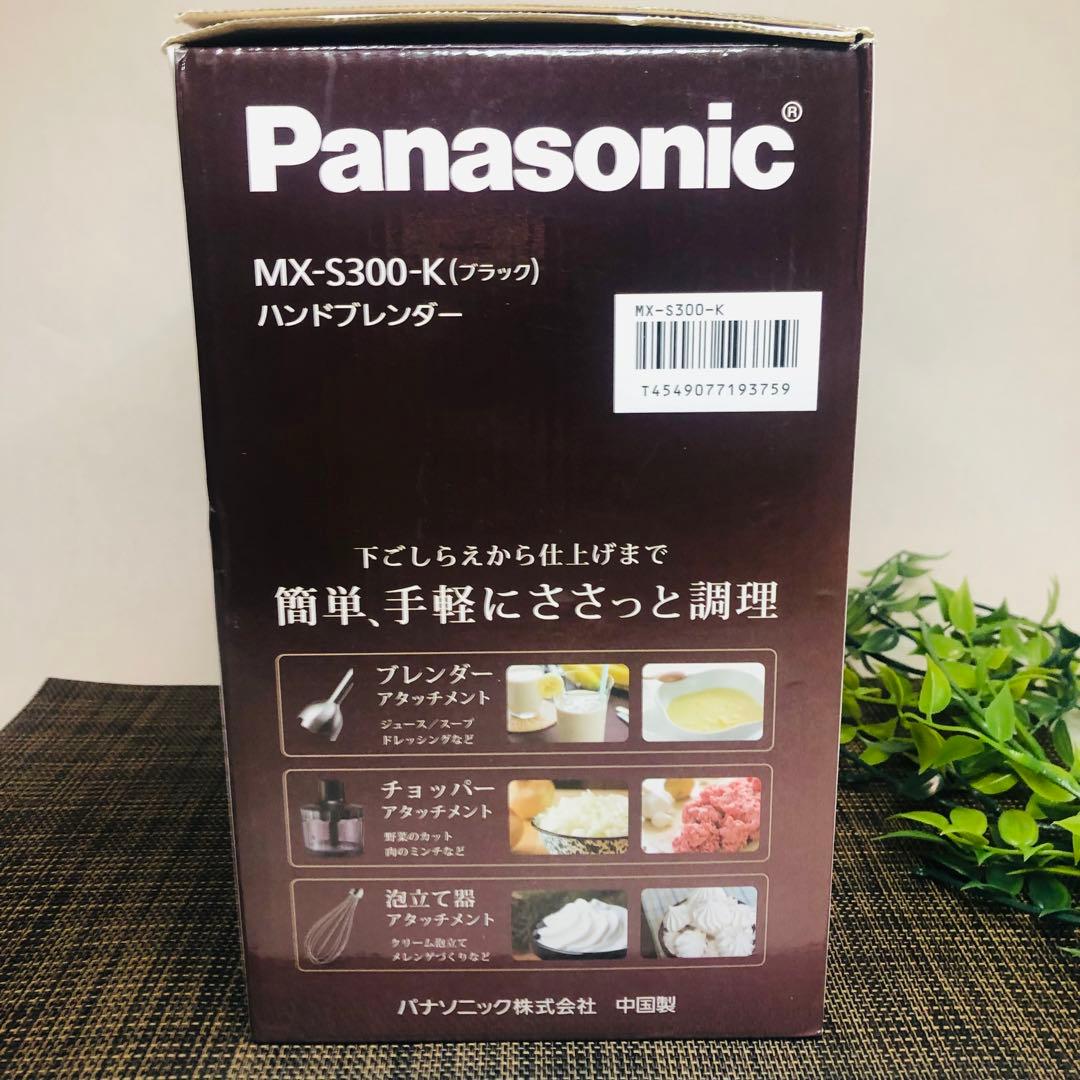 Panasonic®
MX-S300-K(ブラック)
ハンドブレンダー
MX-S300-K
T4549077193759
下ごしらえから仕上げまで
簡単、手軽にささっと調理
ブレンダー
アタッチメント
ジュース／スープ
ドレッシングなど
チョッパー
アタッチメント
野菜のカット
肉のミンチなど
泡立て器
アタッチメント
クリーム泡立て
メレンゲづくりなど
パナソニック株式会社 中国製